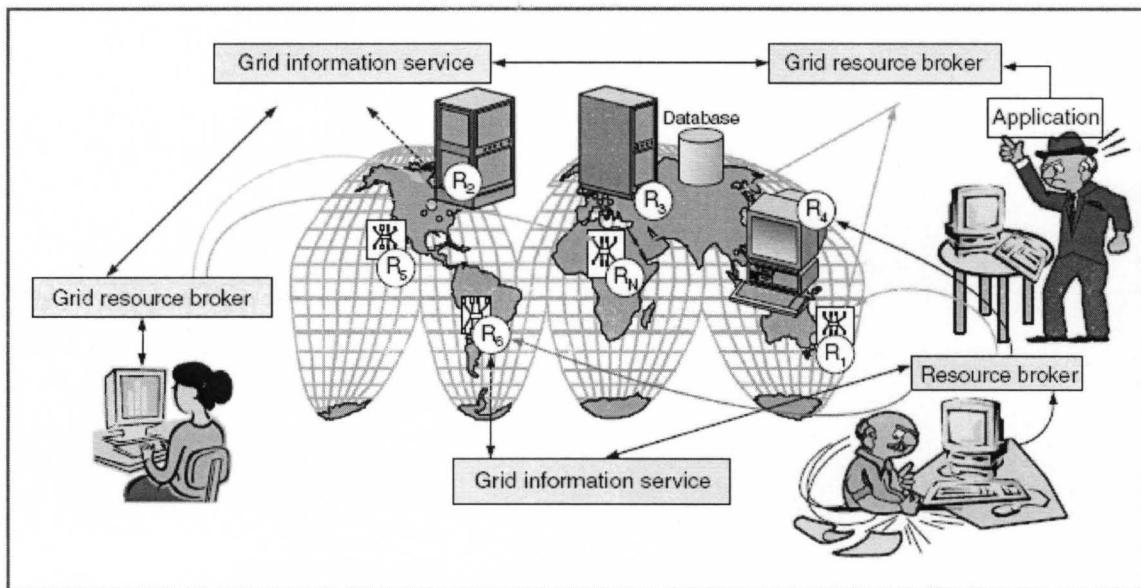 Grid information service
Grid resource broker
Application
Database
R2
R3
R4
R5
RN
Grid resource broker
R6
R1
Resource broker
Grid information service